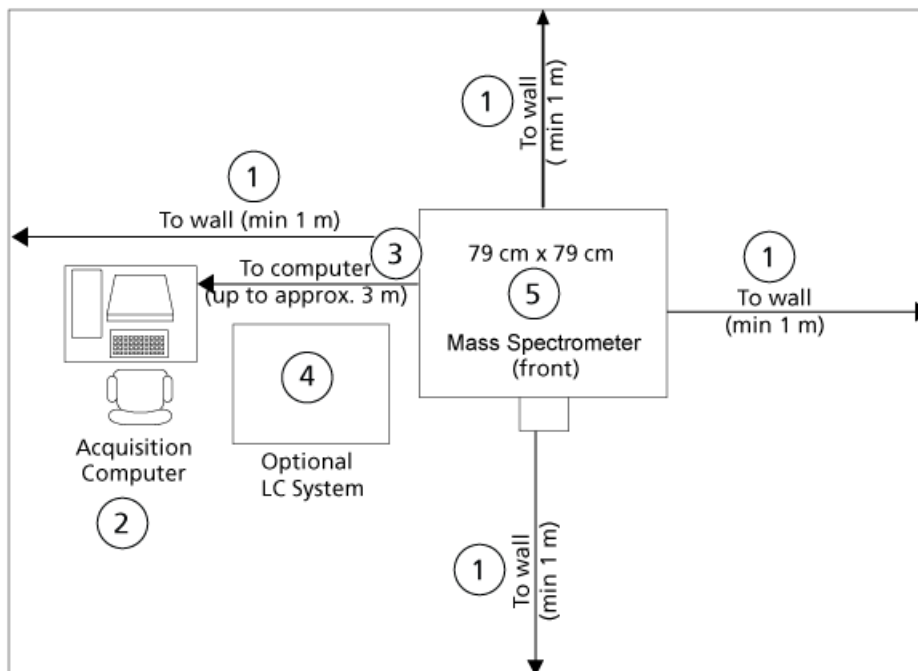 1
To wall
( min 1 m)
1
To wall (min 1 m)
3
To computer
(up to approx. 3 m)
79 cm x 79 cm
5
Mass Spectrometer
(front)
1
To wall
(min 1 m)
4
Optional
LC System
Acquisition
Computer
2
1
To wall
(min 1 m)